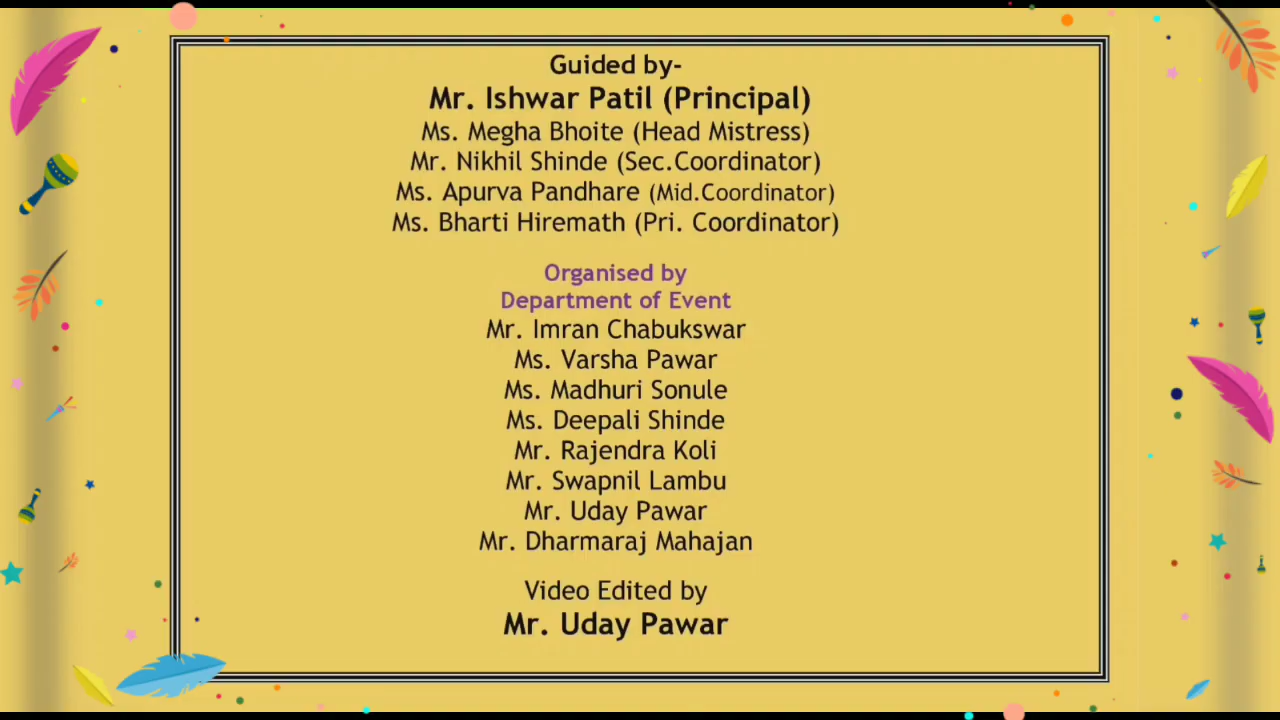 Guided by-
Mr. Ishwar Patil (Principal)
Ms. Megha Bhoite (Head Mistress)
Mr. Nikhil Shinde (Sec.Coordinator)
Ms. Apurva Pandhare (Mid.Coordinator)
Ms. Bharti Hiremath (Pri. Coordinator)
Organised by
Department of Event
Mr. Imran Chabukswar
Ms. Varsha Pawar
Ms. Madhuri Sonule
Ms. Deepali Shinde
Mr. Rajendra Koli
Mr. Swapnil Lambu
Mr. Uday Pawar
Mr. Dharmaraj Mahajan
Video Edited by
Mr. Uday Pawar